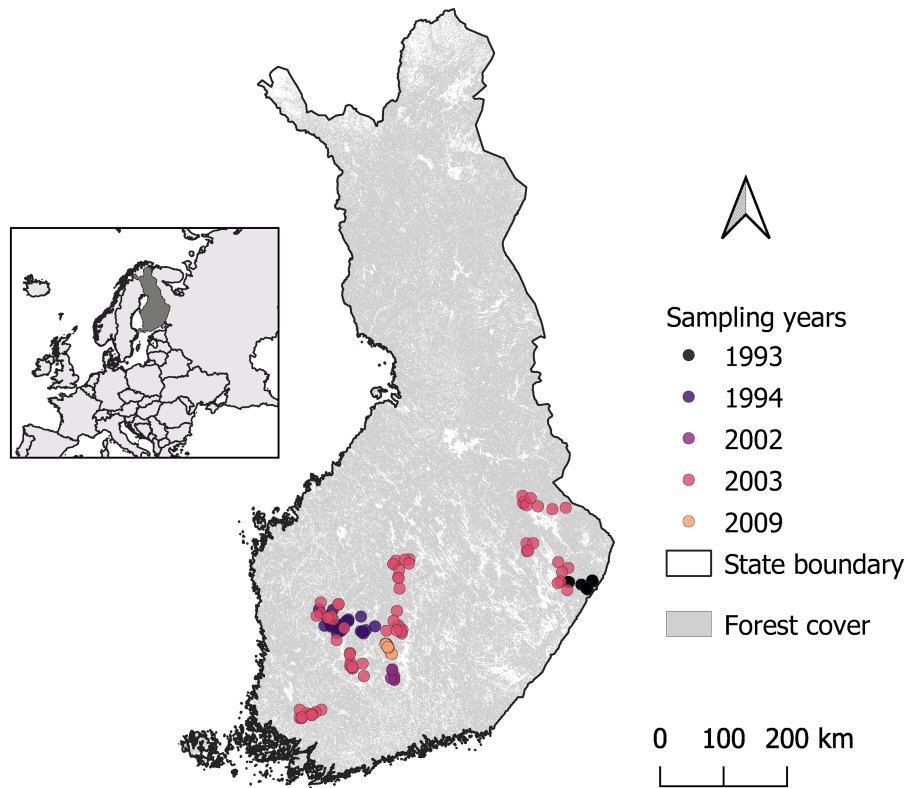 Sampling years
1993
1994
2002
2003
2009
State boundary
Forest cover
0 100 200 km